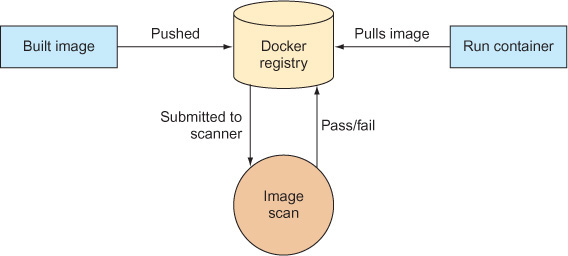 Built image
Pushed
Docker
registry
Pulls image
Run container
Submitted to
scanner
Pass/fail
Image
scan